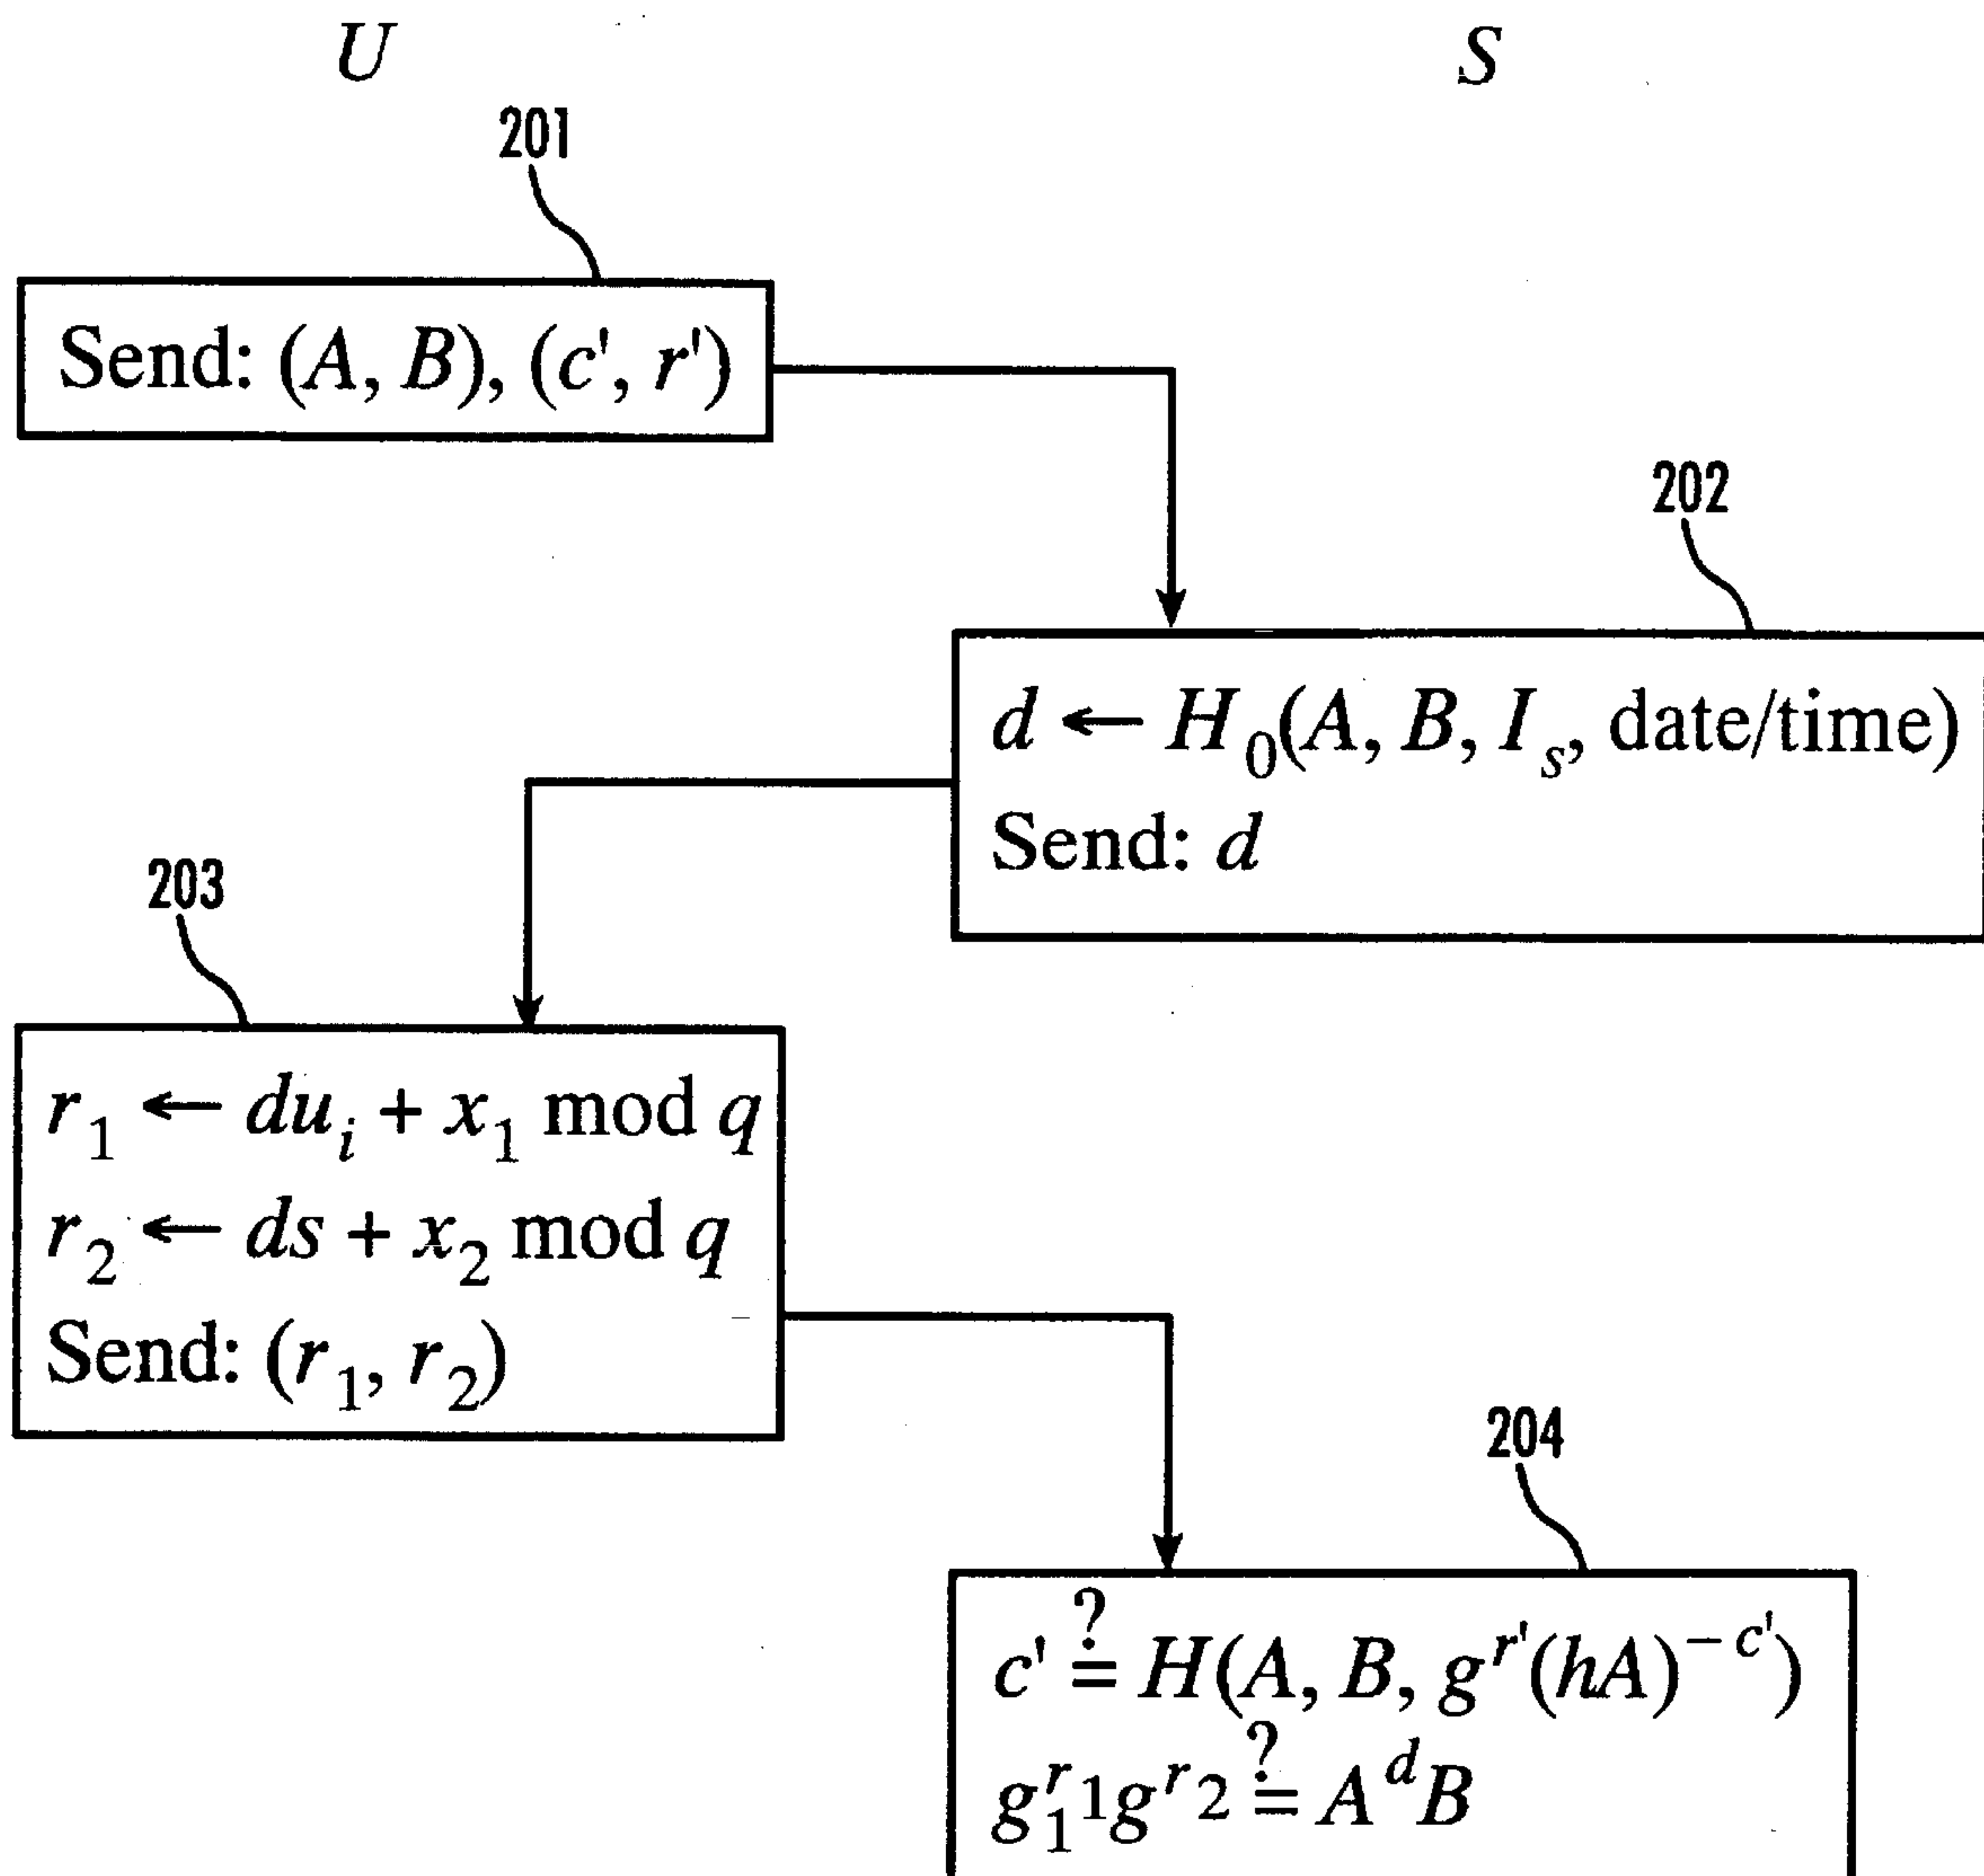 U
S
201
Send: (A, B), (c', r')
202
d ← H₀(A, B, Iₛ, date/time)
Send: d
203
r₁ ← duᵢ + x₁ mod q
r₂ ← ds + x₂ mod q
Send: (r₁, r₂)
204
c' ≟ H(A, B, g^{r'}(hA)^{-c'})
g₁^{r₁}g^{r₂} ≟ A^{d}B